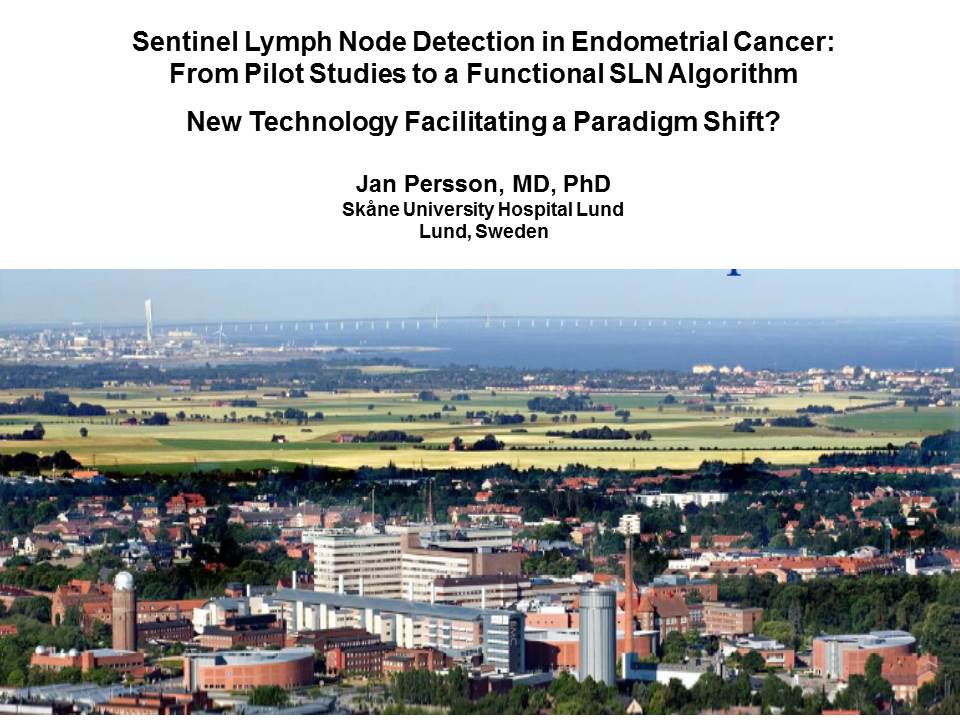 Sentinel Lymph Node Detection in Endometrial Cancer:
From Pilot Studies to a Functional SLN Algorithm
New Technology Facilitating a Paradigm Shift?
Jan Persson, MD, PhD
Skåne University Hospital Lund
Lund, Sweden